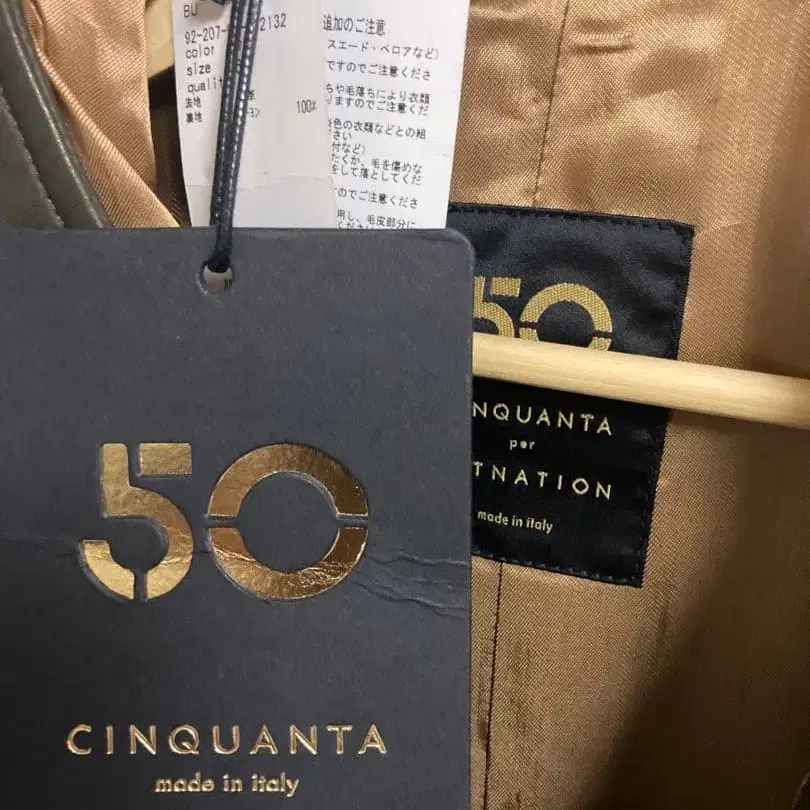 BU
92-207- 2132
color
size
qualit
表地
裏地
100%
追加のご注意
スエード・ベロアなど)
ですのでご注意くださ
ちや毛落ちにより衣類
りますのでご注意くだ
色の衣類などとの組
さい
付など)
たくか、毛を傷めな
をして落としてくだ
のでご注意くださ
用し、毛皮部分に
50
CINQUANTA
made in italy
50
NQUANTA
per
TNATION
made in italy